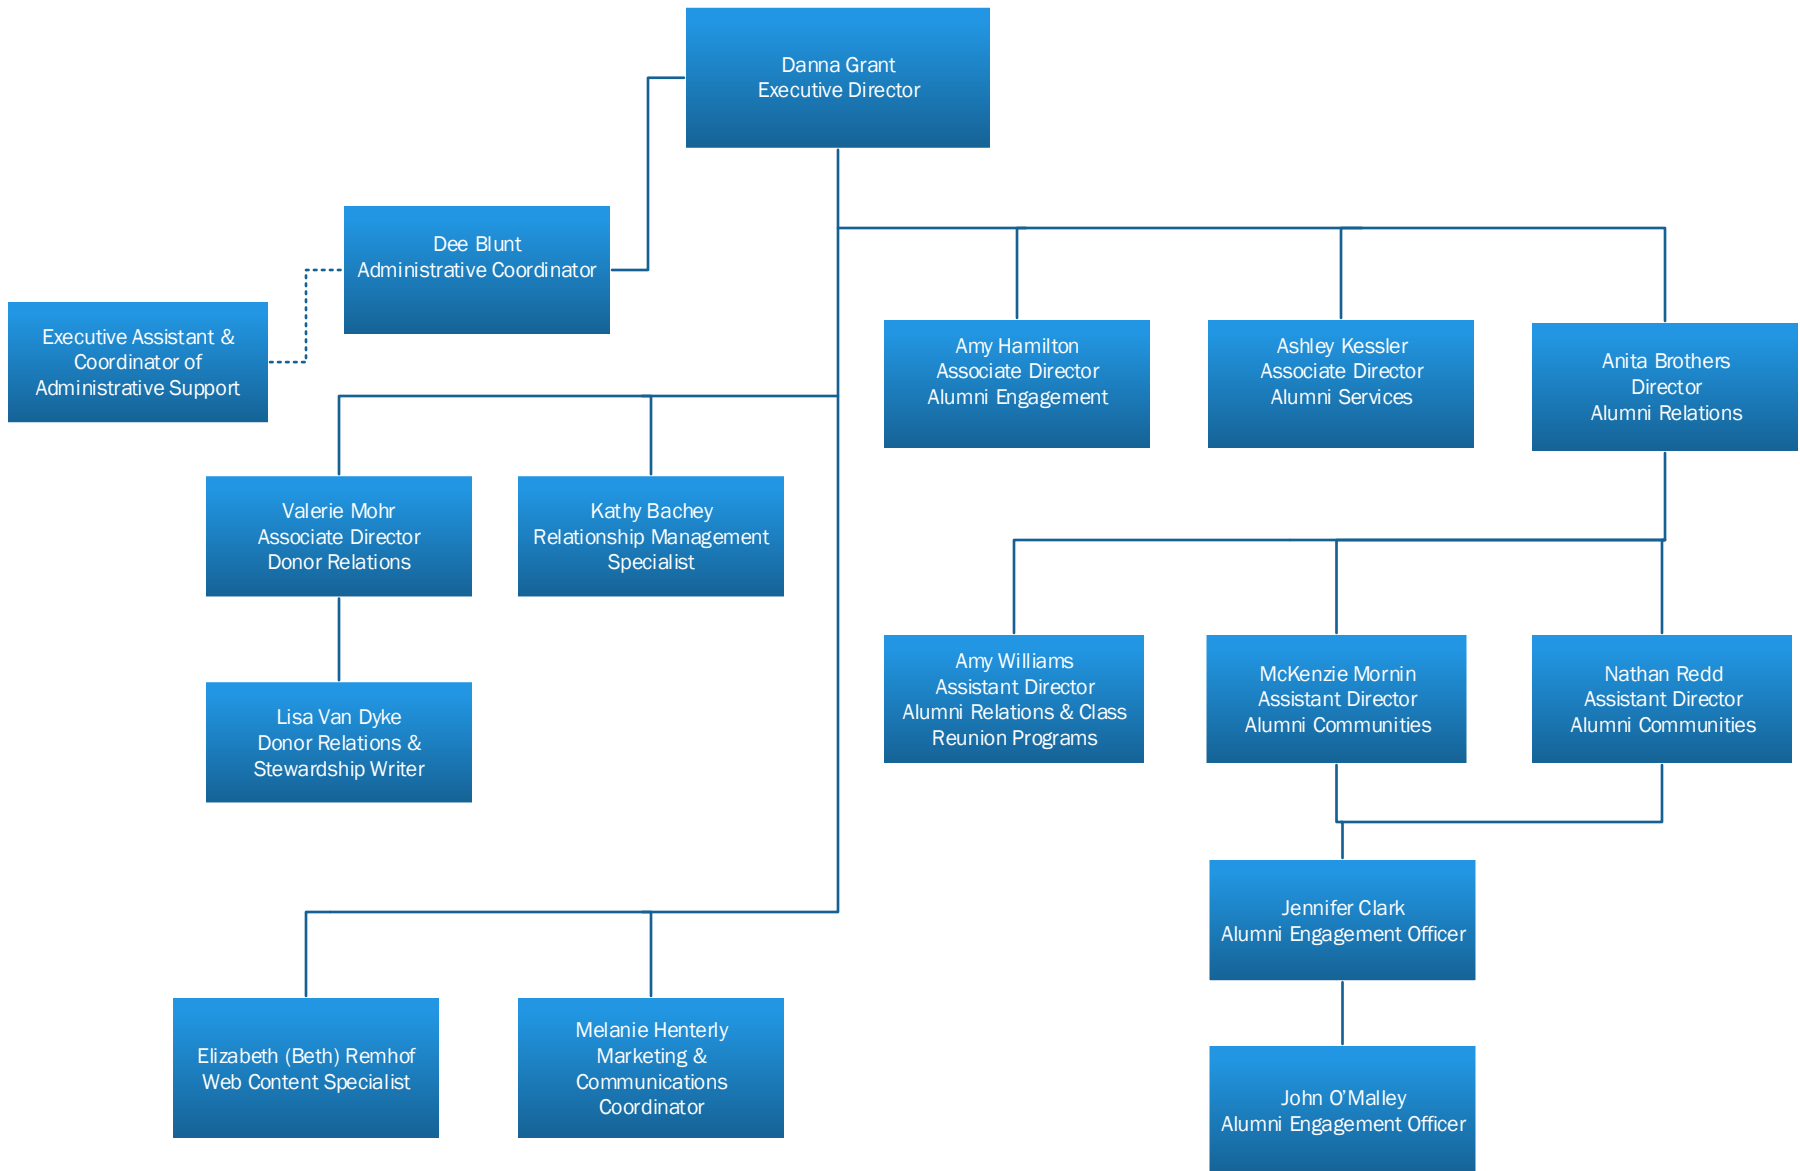 Danna Grant
Executive Director
Dee Blunt
Administrative Coordinator
Executive Assistant &
Coordinator of
Administrative Support
Amy Hamilton
Associate Director
Alumni Engagement
Ashley Kessler
Associate Director
Alumni Services
Anita Brothers
Director
Alumni Relations
Valerie Mohr
Associate Director
Donor Relations
Kathy Bachey
Relationship Management
Specialist
Lisa Van Dyke
Donor Relations &
Stewardship Writer
Amy Williams
Assistant Director
Alumni Relations & Class
Reunion Programs
McKenzie Mornin
Assistant Director
Alumni Communities
Nathan Redd
Assistant Director
Alumni Communities
Jennifer Clark
Alumni Engagement Officer
Elizabeth (Beth) Remhof
Web Content Specialist
Melanie Henterly
Marketing &
Communications
Coordinator
John O’Malley
Alumni Engagement Officer